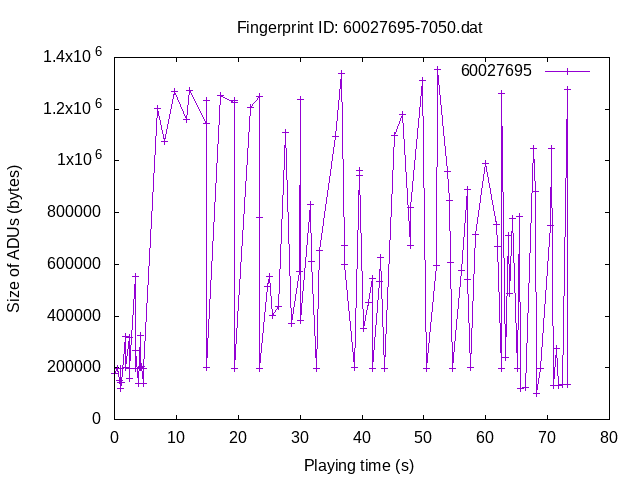 Fingerprint ID: 60027695-7050.dat
60027695
1.4x10^6
1.2x10^6
1x10^6
800000
600000
400000
200000
0
Size of ADUs (bytes)
0 10 20 30 40 50 60 70 80
Playing time (s)